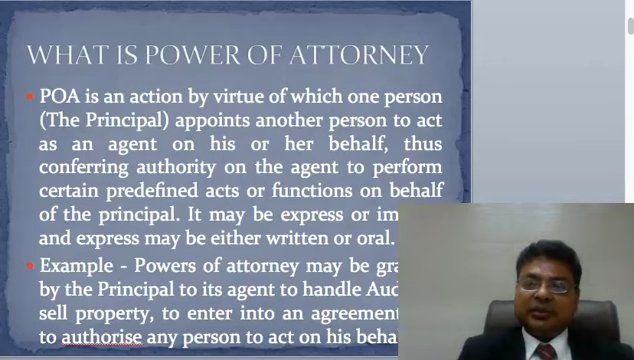 WHAT IS POWER OF ATTORNEY
POA is an action by virtue of which one person
(The Principal) appoints another person to act
as an agent on his or her behalf, thus
conferring authority on the agent to perform
certain predefined acts or functions on behalf
of the principal. It may be express or
and express may be either written or oral.
Example - Powers of attorney may be
by the Principal to its agent to handle
sell property, to enter into an agreement
to authorise any person to act on his